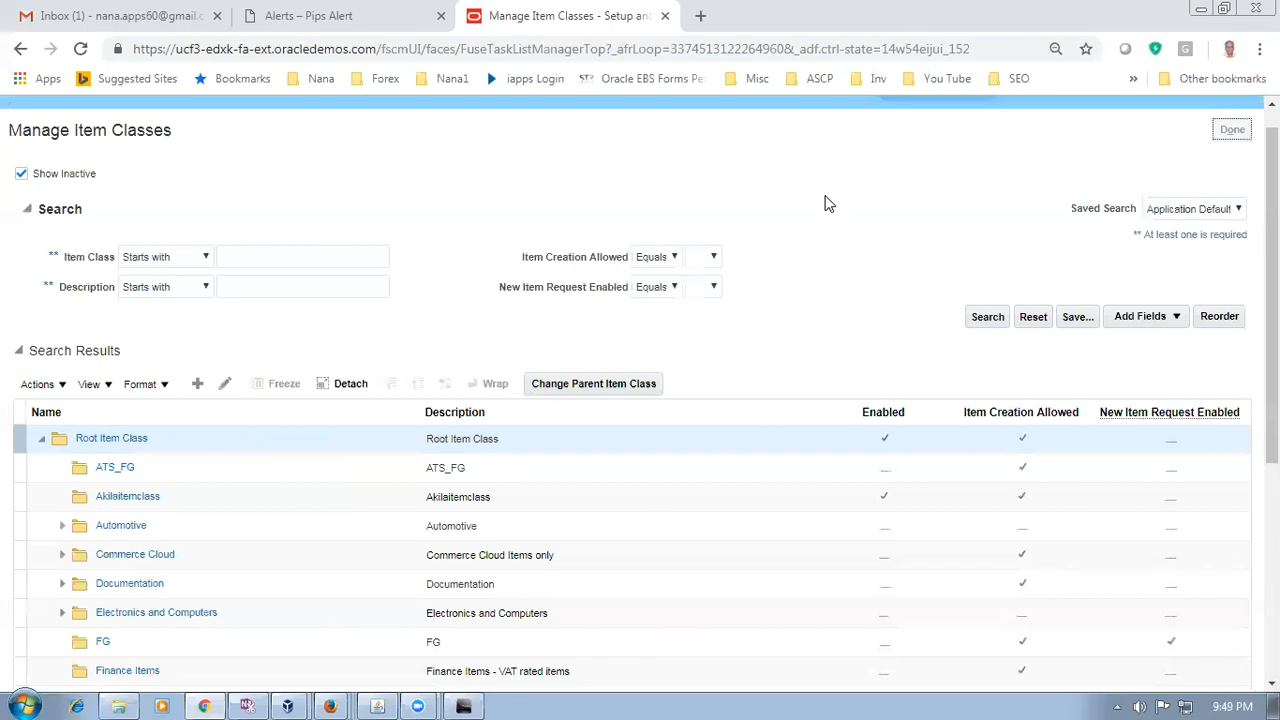 Inbox (1) - nana.apps60@gmail.c
Alerts – Pips Alert
Manage Item Classes - Setup an
https://ucf3-edxk-fa-ext.oracledemos.com/fscmUI/faces/FuseTaskListManagerTop?_afrLoop=3374513122264960&_adf.ctrl-state=14w54eijui_152
Apps
Suggested Sites
Bookmarks
Nana
Forex
Nana1
iapps Login
Oracle EBS Forms Pe
Misc
ASCP
Inv
You Tube
SEO
Other bookmarks
Manage Item Classes
Done
Show Inactive
Search
Saved Search Application Default
** At least one is required
** Item Class Starts with
Item Creation Allowed Equals
** Description Starts with
New Item Request Enabled Equals
Search Reset Save... Add Fields Reorder
Search Results
Actions View Format Freeze Detach Wrap Change Parent Item Class
Name Description Enabled Item Creation Allowed New Item Request Enabled
Root Item Class Root Item Class
ATS_FG ATS_FG
Akilaitemclass Akilaitemclass
Automotive Automotive
Commerce Cloud Commerce Cloud Items only
Documentation Documentation
Electronics and Computers Electronics and Computers
FG FG
Finance Items Finance Items - VAT rated items
9:49 PM